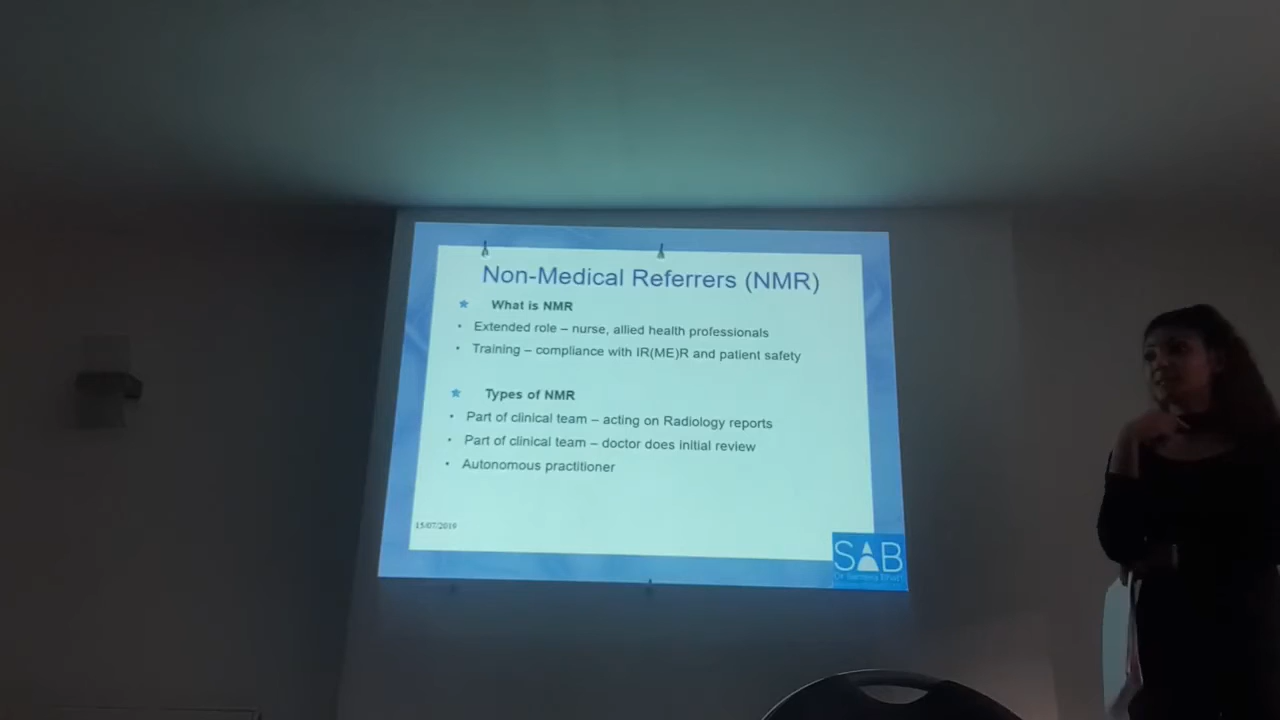 Non-Medical Referrers (NMR)
What is NMR
• Extended role – nurse, allied health professionals
• Training – compliance with IR(ME)R and patient safety
Types of NMR
• Part of clinical team – acting on Radiology reports
• Part of clinical team – doctor does initial review
• Autonomous practitioner
15/07/2019
SAB